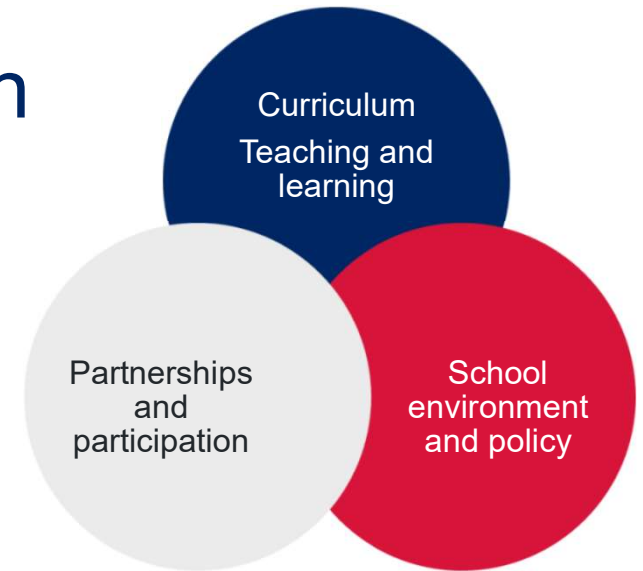 n
Curriculum
Teaching and
learning
Partnerships
and
participation
School
environment
and policy